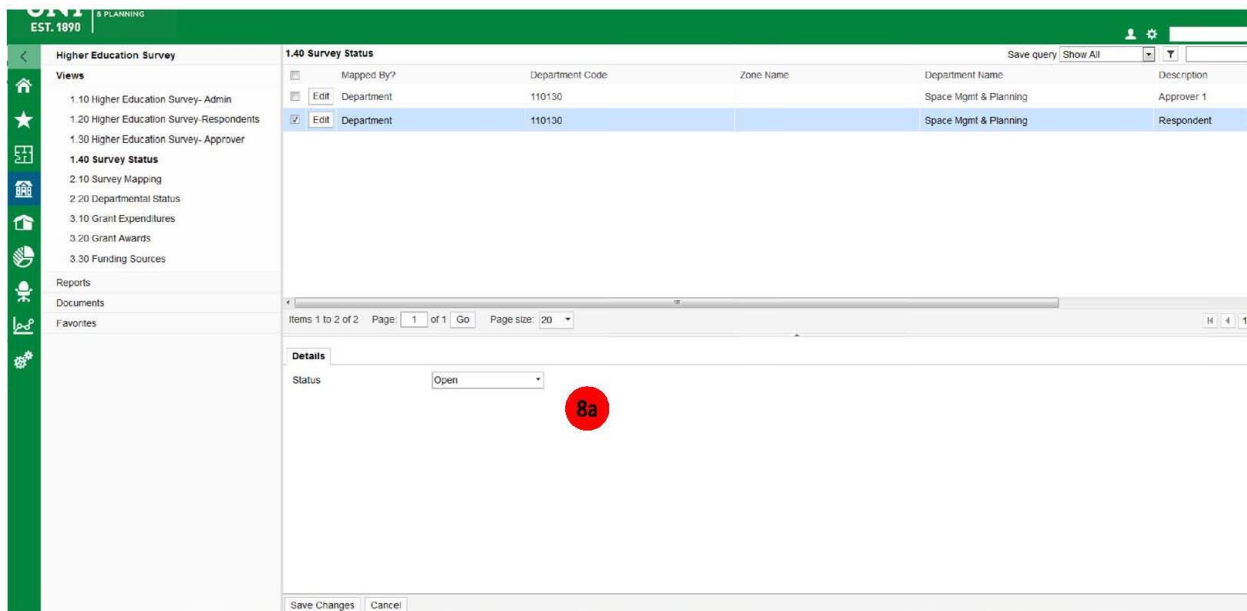 & PLANNING
EST. 1890
Higher Education Survey
Views
1.10 Higher Education Survey- Admin
1.20 Higher Education Survey-Respondents
1.30 Higher Education Survey- Approver
1.40 Survey Status
2.10 Survey Mapping
2.20 Departmental Status
3.10 Grant Expenditures
3.20 Grant Awards
3.30 Funding Sources
Reports
Documents
Favorites
1.40 Survey Status Save query Show All
Mapped By? Department Code Zone Name Department Name Description
Edit Department 110130 Space Mgmt & Planning Approver 1
Edit Department 110130 Space Mgmt & Planning Respondent
Items 1 to 2 of 2 Page: 1 of 1 Go Page size: 20 1
Details
Status Open
8a
Save Changes Cancel